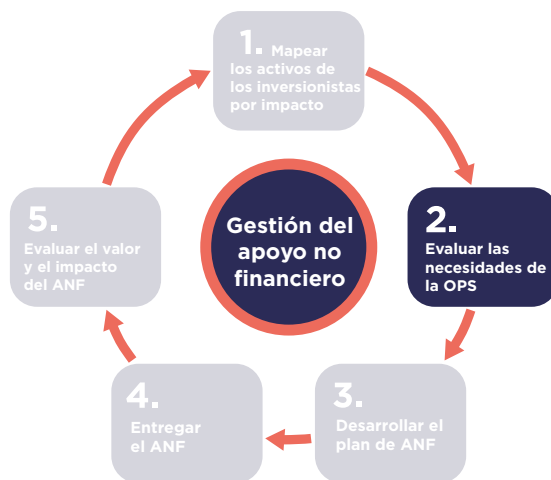 1. Mapear
los activos de
los inversionistas
por impacto
2.
Evaluar las
necesidades de
la OPS
3.
Desarrollar el
plan de ANF
4.
Entregar
el ANF
5.
Evaluar el valor
y el impacto
del ANF
Gestión del
apoyo no
financiero